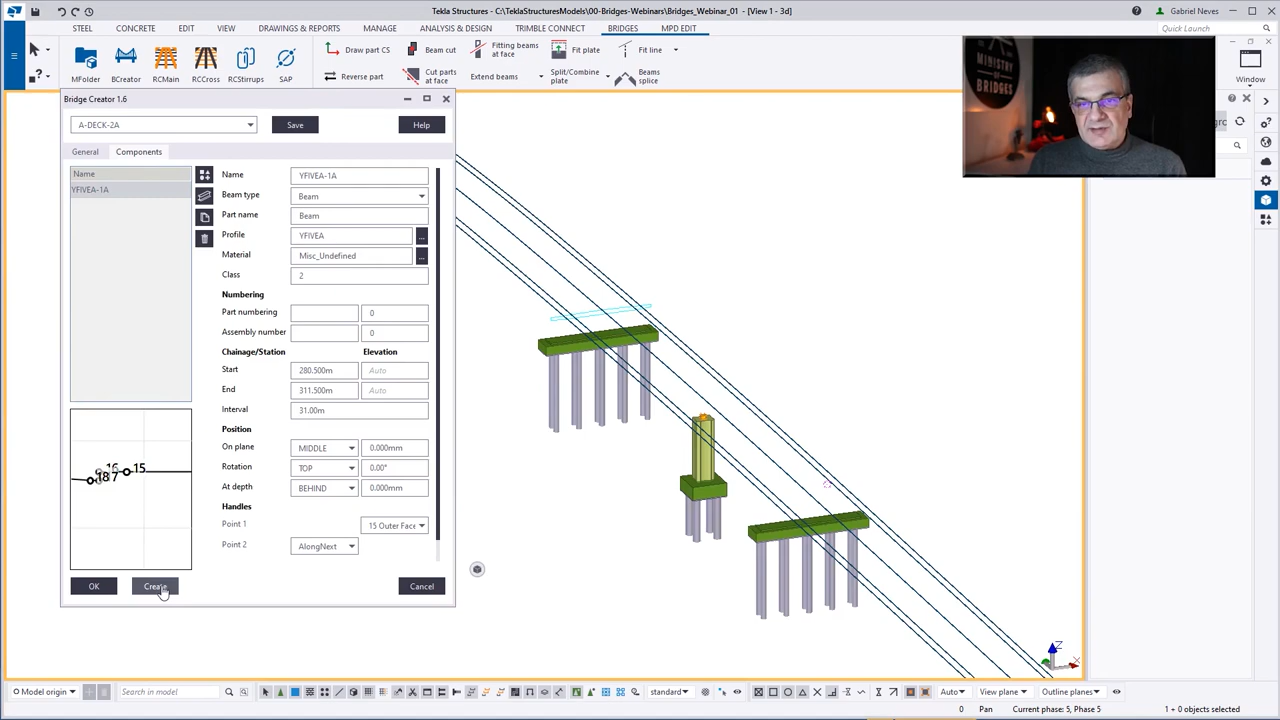 Tekla Structures - C:\TeklaStructuresModels\00-Bridges-Webinars\Bridges_Webinar_01 - [View 1 - 3d]
Gabriel Neves
STEEL CONCRETE EDIT VIEW DRAWINGS & REPORTS MANAGE ANALYSIS & DESIGN TRIMBLE CONNECT BRIDGES MPD EDIT
Quick Launch
MFolder BCreator RCMain RCCross RCStirrups SAP
Draw part CS Beam cut Fitting beams at face Fit plate Fit line
Reverse part Cut parts at face Extend beams Split/Combine plate Beams splice
Window
MINISTRY OF BRIDGES
Bridge Creator 1.6
A-DECK-2A Save Help
General Components
Name
YFIVEA-1A
Name YFIVEA-1A
Beam type Beam
Part name Beam
Profile YFIVEA ...
Material Misc_Undefined ...
Class 2
Numbering
Part numbering 0
Assembly number 0
Chainage/Station Elevation
Start 280.500m Auto
End 311.500m Auto
Interval 31.00m
Position
On plane MIDDLE 0.000mm
Rotation TOP 0.00°
At depth BEHIND 0.000mm
Handles
Point 1 15 Outer Face
Point 2 AlongNext
15
OK Create Cancel
Z
X
Model origin Search in model standard Auto View plane Outline planes
0 Pan Current phase: 5, Phase 5 1 + 0 objects selected